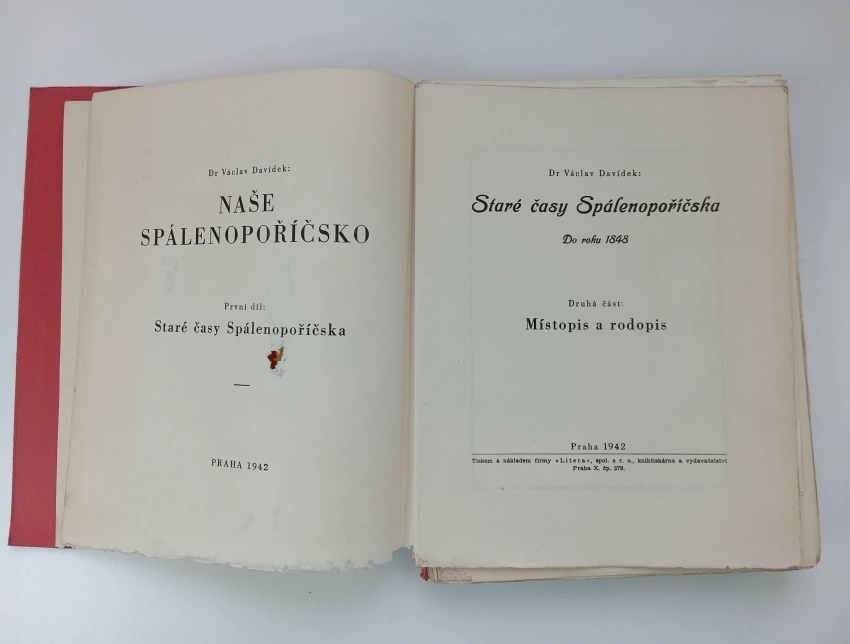 Dr Václav Davídek:
NAŠE
SPÁLENOPOŘÍČSKO
První díl:
Staré časy Spálenopoříčska
PRAHA 1942
Dr Václav Davídek:
Staré časy Spálenopoříčska
Do roku 1848
Druhá část:
Místopis a rodopis
Praha 1942
Tiskem a nákladem firmy »Litera«, spol. s r. o., knihtiskárna a vydavatelství
Praha X. čp. 379.